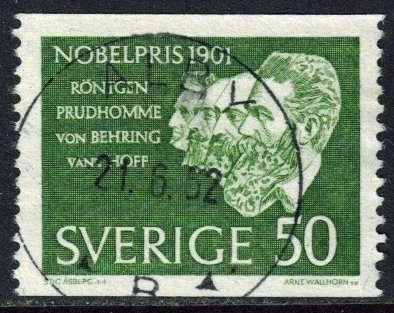 NOBELPRIS 1901
RÖNTGEN
PRUDHOMME
VON BEHRING
VAN'T HOFF
21.6.62
SVERIGE 50
ARNE WALLHORN sc